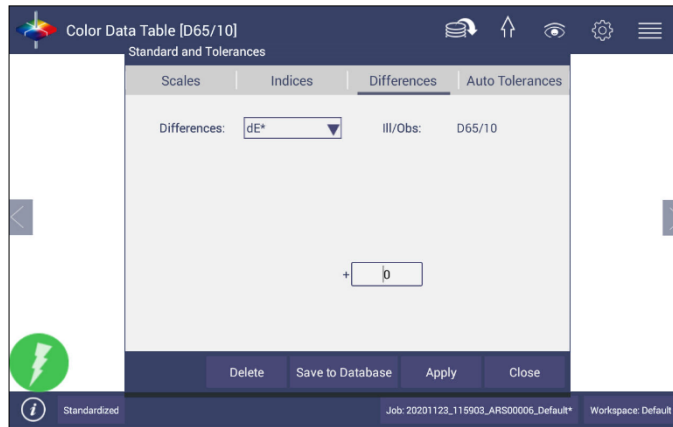 Color Data Table [D65/10]
Standard and Tolerances
Scales Indices Differences Auto Tolerances
Differences: dE* Ill/Obs: D65/10
+ 0
Delete Save to Database Apply Close
i Standardized Job: 20201123_115903_ARS00006_Default* Workspace: Default